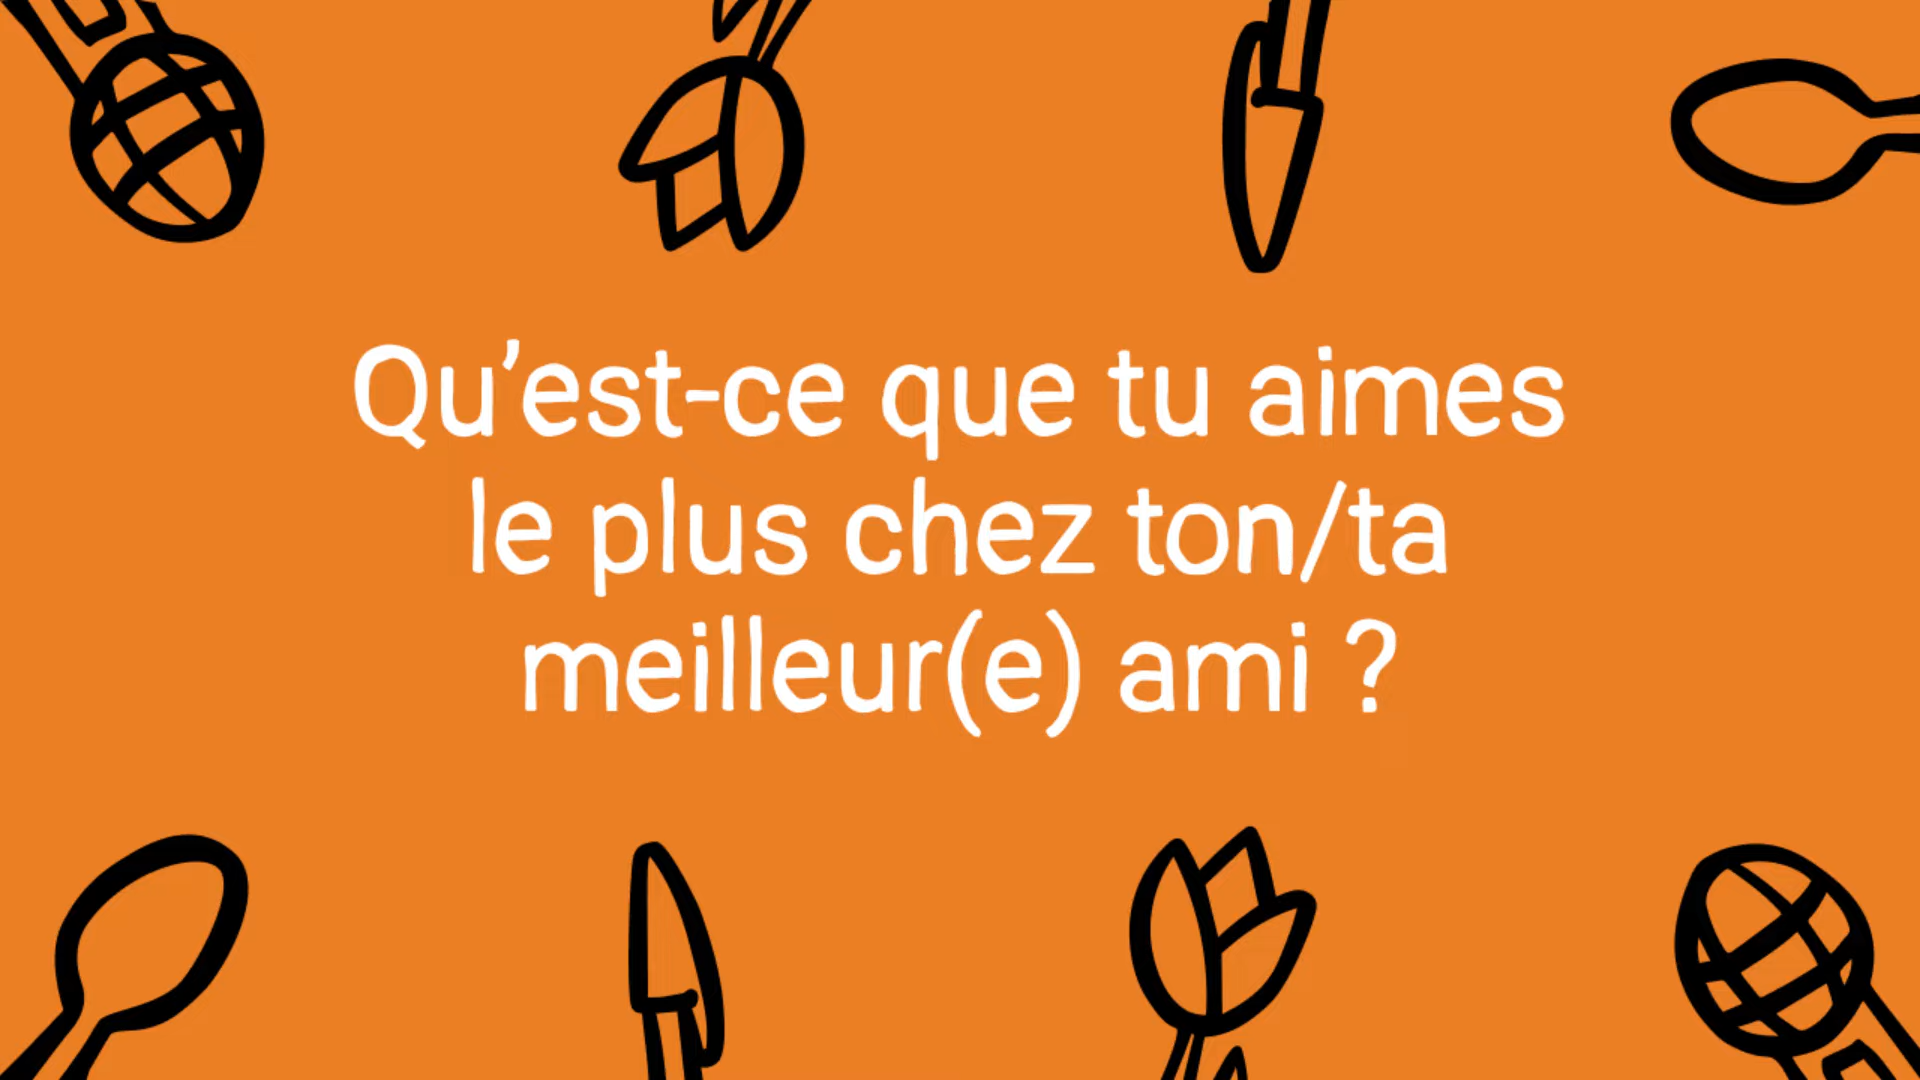 Qu’est-ce que tu aimes
le plus chez ton/ta
meilleur(e) ami ?